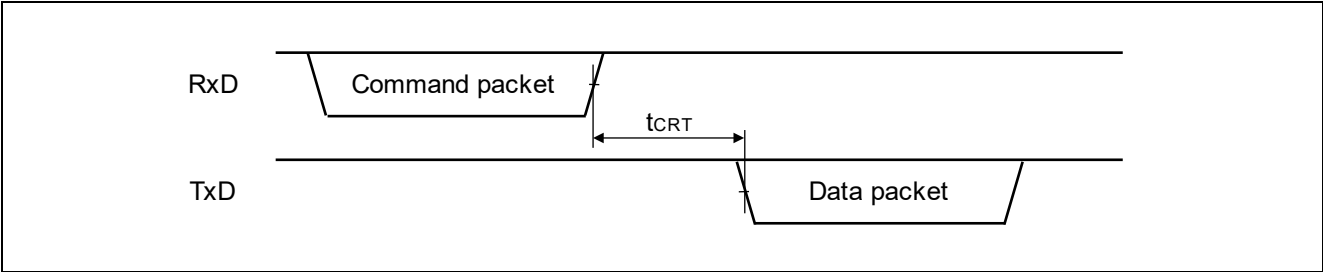 RxD
Command packet
tCRT
TxD
Data packet